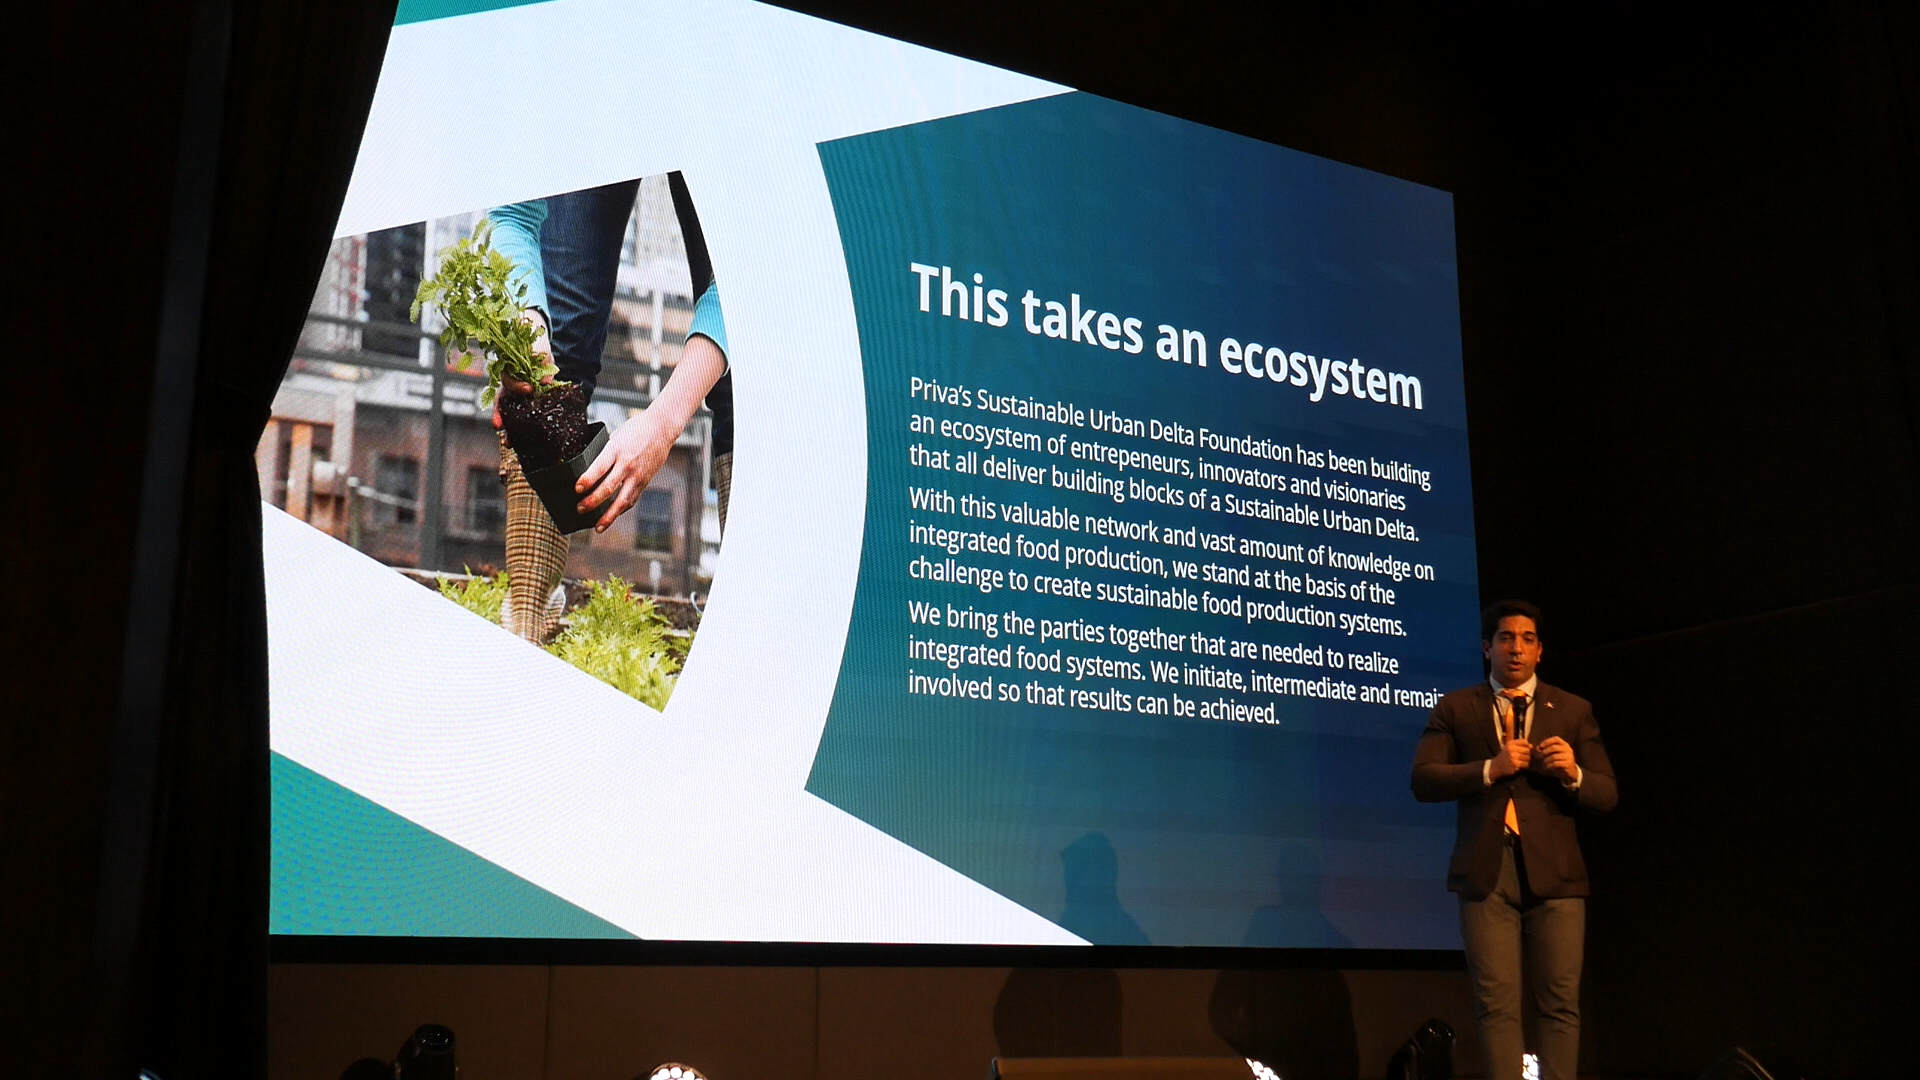 This takes an ecosystem
Priva's Sustainable Urban Delta Foundation has been building
an ecosystem of entrepeneurs, innovators and visionaries
that all deliver building blocks of a Sustainable Urban Delta.
With this valuable network and vast amount of knowledge on
integrated food production, we stand at the basis of the
challenge to create sustainable food production systems.
We bring the parties together that are needed to realize
integrated food systems. We initiate, intermediate and remai
involved so that results can be achieved.